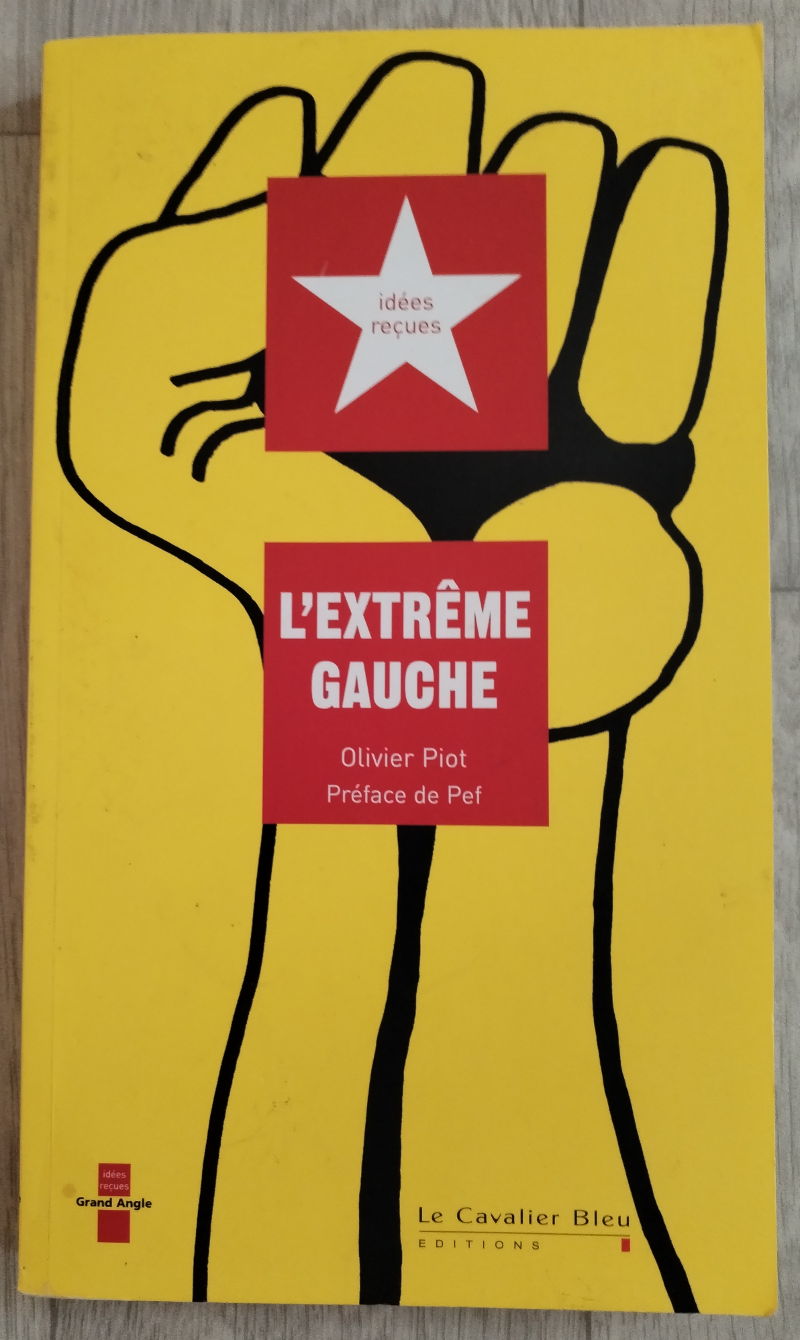 idées
reçues
L'EXTRÊME
GAUCHE
Olivier Piot
Préface de Pef
idées
reçues
Grand Angle
Le Cavalier Bleu
EDITIONS